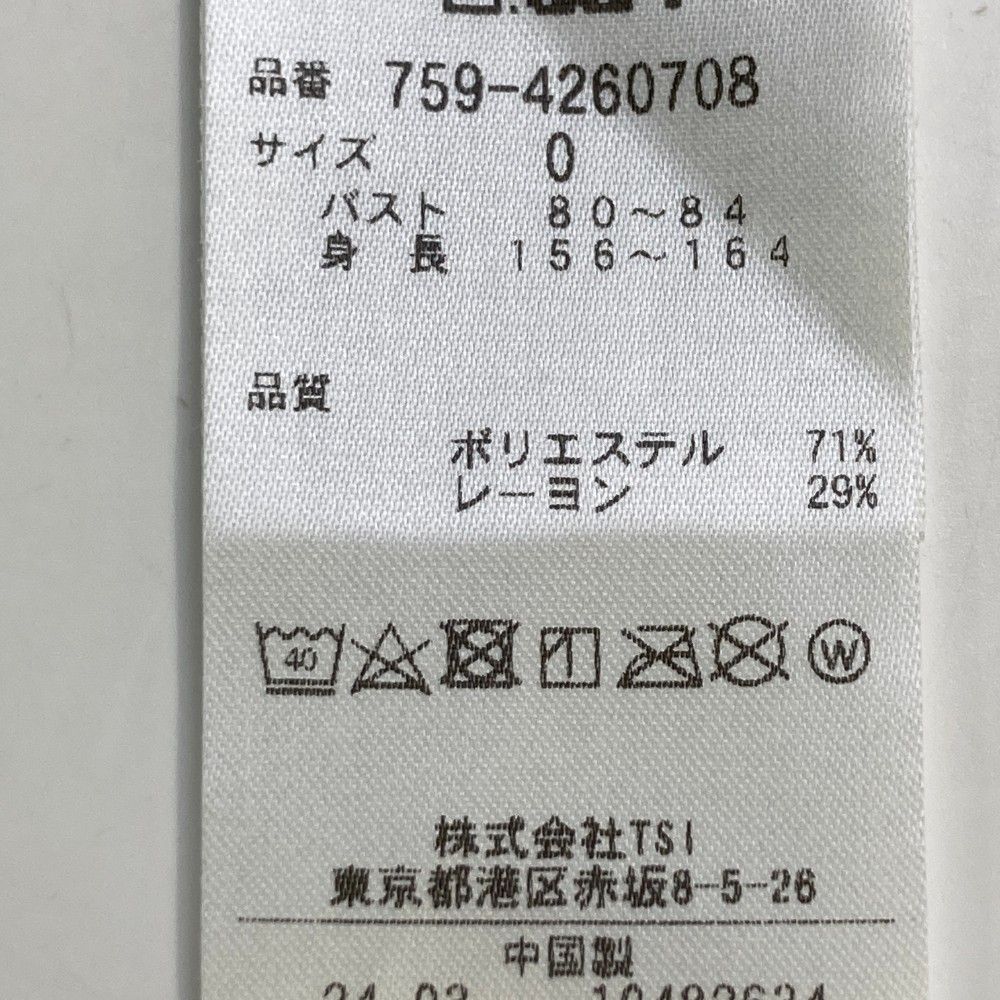 品番 759-4260708
サイズ 0
バスト 80～84
身長 156～164
品質
ポリエステル 71%
レーヨン 29%
40
W
株式会社TSI
東京都港区赤坂8-5-26
中国製